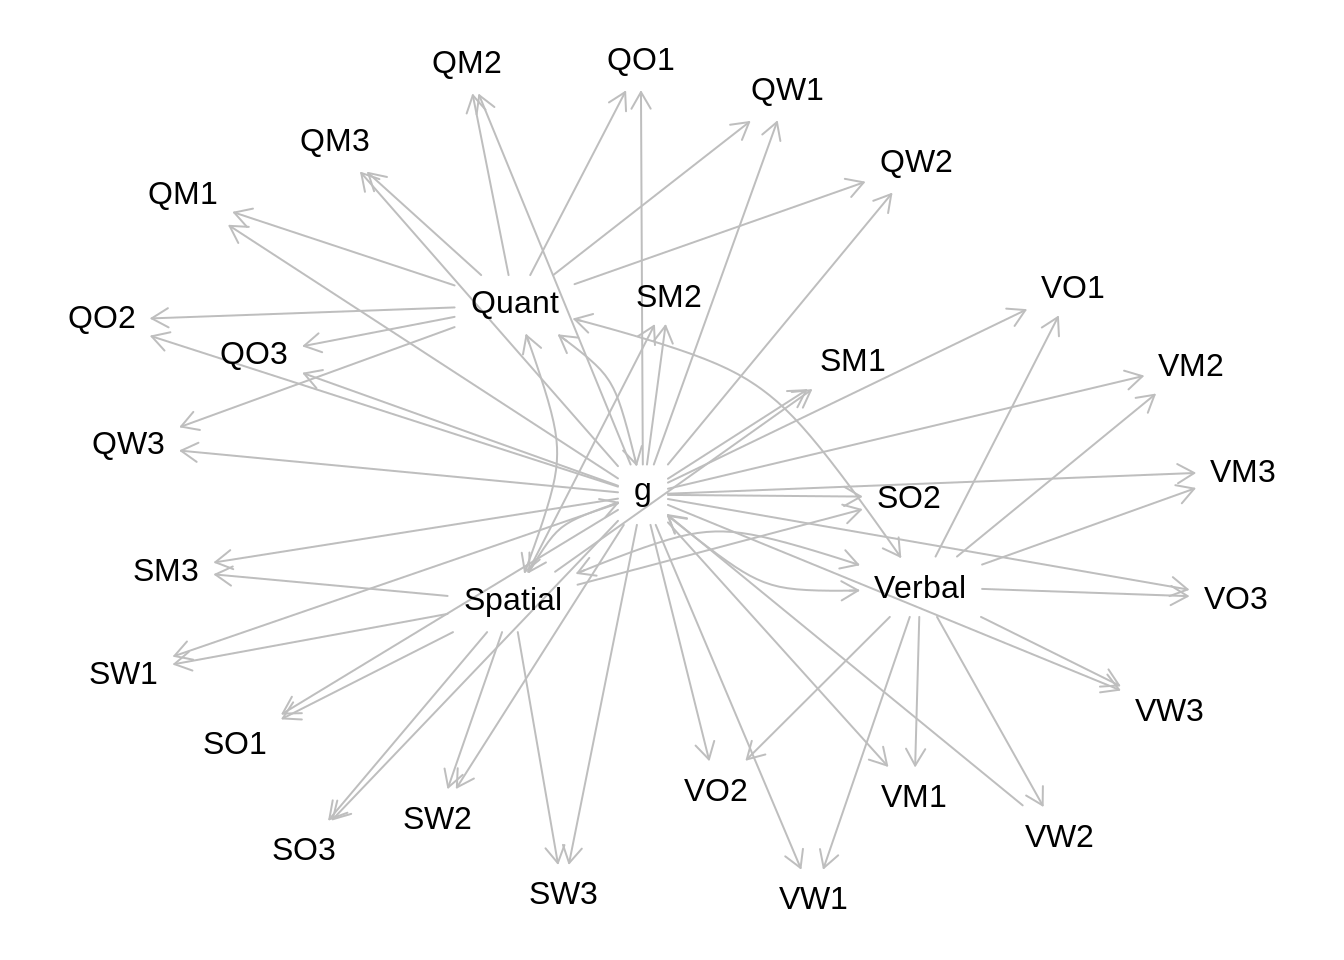 QO1
QM2
QW1
QM3
QW2
QM1
VO1
SM2
Quant
QO2
QO3
SM1
VM2
QW3
VM3
g
SO2
SM3
Verbal
Spatial
VO3
SW1
VW3
SO1
VO2
VM1
SW2
VW2
SO3
SW3
VW1